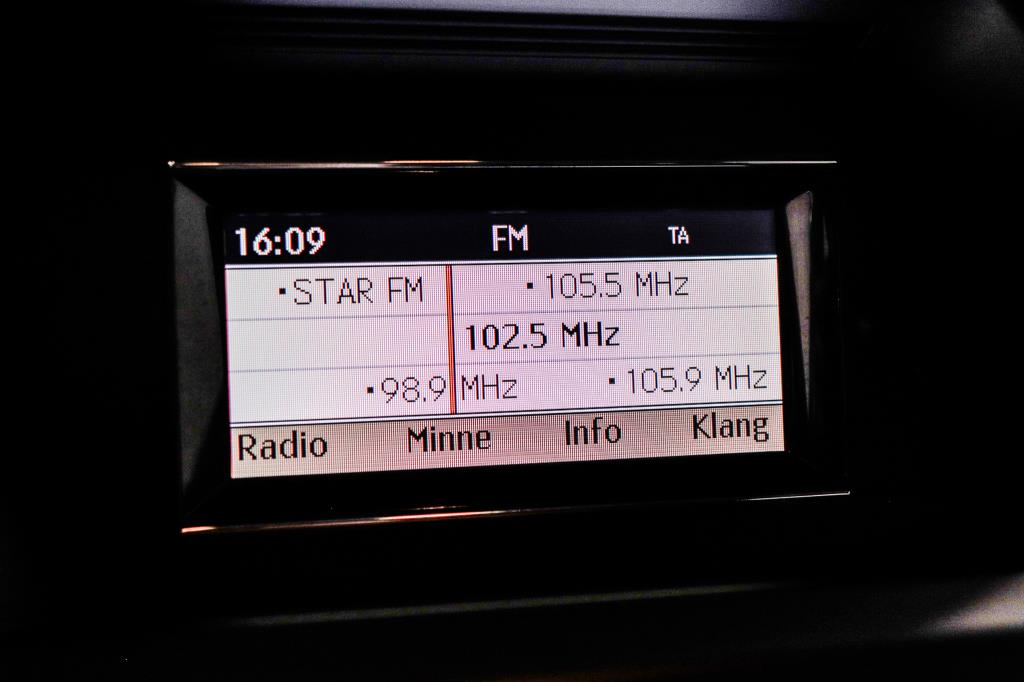 16:09 FM TA
·STAR FM ·105.5 MHz
102.5 MHz
·98.9 MHz ·105.9 MHz
Radio Minne Info Klang